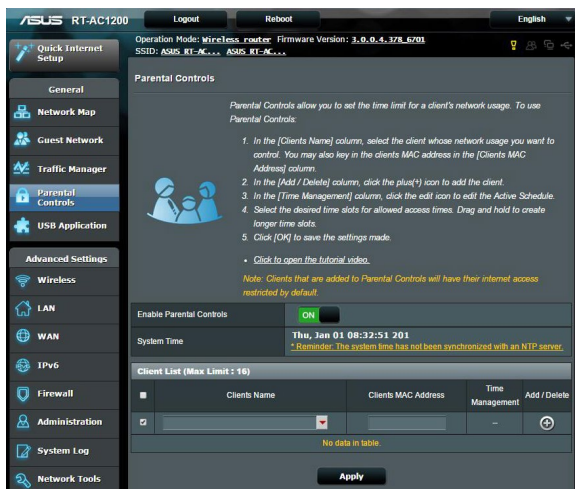 ASUS RT-AC1200
Logout
Reboot
English
Quick Internet
Setup
Operation Mode: Wireless router Firmware Version: 3.0.0.4.378_6701
SSID: ASUS RT-AC... ASUS RT-AC...
General
Network Map
Guest Network
Traffic Manager
Parental
Controls
USB Application
Advanced Settings
Wireless
LAN
WAN
IPv6
Firewall
Administration
System Log
Network Tools
Parental Controls
Parental Controls allow you to set the time limit for a client's network usage. To use
Parental Controls:
1. In the [Clients Name] column, select the client whose network usage you want to
control. You may also key in the clients MAC address in the [Clients MAC
Address] column.
2. In the [Add / Delete] column, click the plus(+) icon to add the client.
3. In the [Time Management] column, click the edit icon to edit the Active Schedule.
4. Select the desired time slots for allowed access times. Drag and hold to create
longer time slots.
5. Click [OK] to save the settings made.
• Click to open the tutorial video.
Note: Clients that are added to Parental Controls will have their internet access
restricted by default.
Enable Parental Controls
ON
System Time
Thu, Jan 01 08:32:51 201
* Reminder: The system time has not been synchronized with an NTP server.
Client List (Max Limit : 16)
Clients Name
Clients MAC Address
Time
Management
Add / Delete
–
No data in table.
Apply